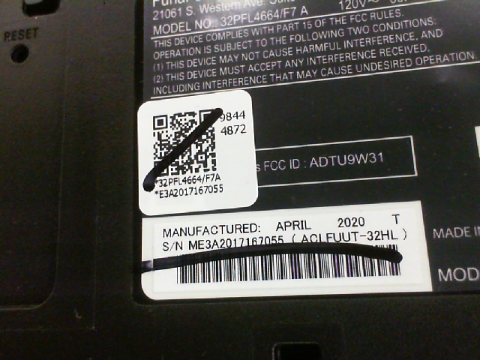 21061 S. Western Ave.
MODEL NO.: 32PFL4664/F7 A 120V
THIS DEVICE COMPLIES WITH PART 15 OF THE FCC RULES.
OPERATION IS SUBJECT TO THE FOLLOWING TWO CONDITIONS:
(1) THIS DEVICE MAY NOT CAUSE HARMFUL INTERFERENCE, AND
(2) THIS DEVICE MUST ACCEPT ANY INTERFERENCE RECEIVED,
INCLUDING INTERFERENCE THAT MAY CAUSE UNDESIRED OPERATION
RESET
9844
4872
*32PFL4664/F7A
*E3A2017167055
s FCC ID : ADTU9W31
MANUFACTURED: APRIL 2020 T
S/N ME3A2017167055 ( ACLFUUT-32HL )
MADE IN
MOD